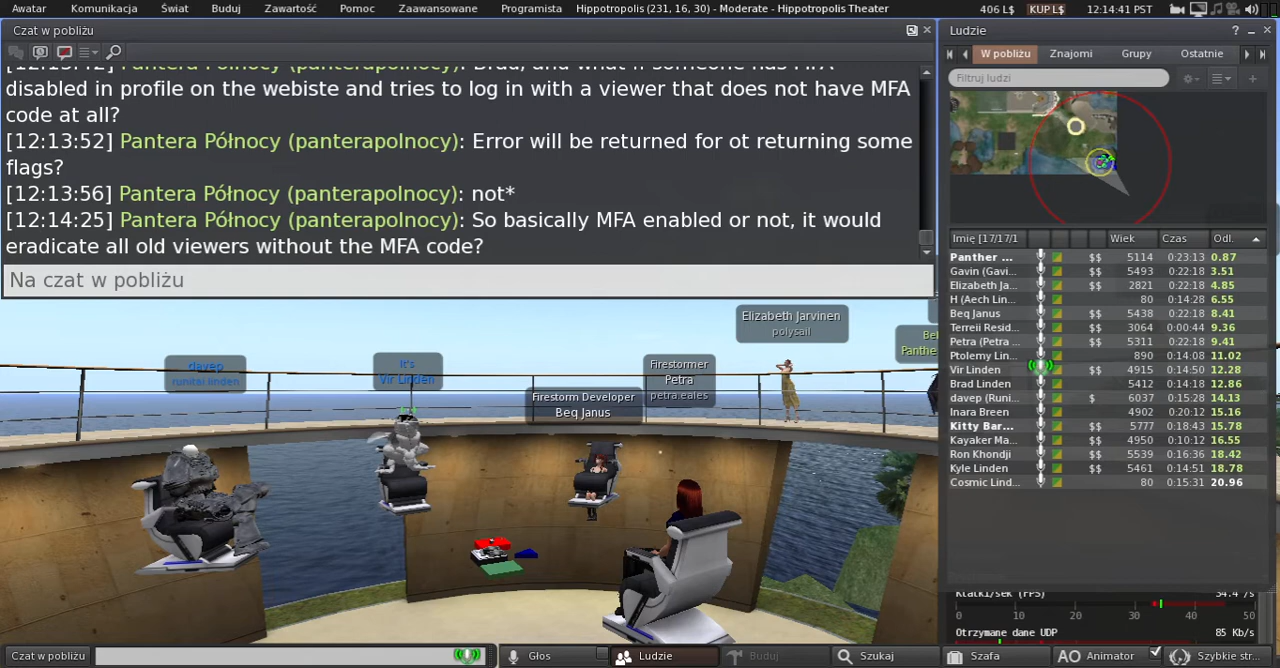 Awatar Komunikacja Świat Buduj Zawartość Pomoc Zaawansowane Programista Hippotropolis (231, 16, 30) - Moderate - Hippotropolis Theater 406 L$ KUP L$ 12:14:41 PT
Czat w pobliżu
disabled in profile on the webiste and tries to log in with a viewer that does not have MFA
code at all?
[12:13:52] Pantera Północy (panterapolnocy): Error will be returned for ot returning some
flags?
[12:13:56] Pantera Północy (panterapolnocy): not*
[12:14:25] Pantera Północy (panterapolnocy): So basically MFA enabled or not, it would
eradicate all old viewers without the MFA code?
Na czat w pobliżu
Elizabeth Jarvinen
polysail
davep
runitai linden
It's
Vir Linden
Firestormer
Petra
petra.eales
Firestorm Developer
Beq Janus
Panthe
Ludzie
W pobliżu Znajomi Grupy Ostatnie
Filtruj ludzi
Imię [17/17/1 Wiek Czas Odl.
Panther ... $$ 5114 0:23:13 0.87
Gavin (Gavi... $$ 5493 0:22:18 3.51
Elizabeth Ja... $$ 2821 0:22:18 4.85
H (Aech Lin... 80 0:14:28 6.55
Beq Janus $$ 5438 0:22:18 8.41
Terreii Resid... $$ 3064 0:00:44 9.36
Petra (Petra ... $$ 5311 0:22:18 9.41
Ptolemy Lin... 890 0:14:08 11.02
Vir Linden $$ 4915 0:14:50 12.28
Brad Linden 5412 0:14:18 12.86
davep (Runi... $ 6037 0:15:28 14.13
Inara Breen 4902 0:20:12 15.16
Kitty Bar... $$ 5777 0:18:43 15.78
Kayaker Ma... $$ 4950 0:10:12 16.55
Ron Khondji $$ 5539 0:16:36 18.42
Kyle Linden $$ 5461 0:14:51 18.78
Cosmic Lind... 80 0:15:31 20.96
Klatki/sek (FPS) 34.4 /s
0 10 20 30 40 50
Otrzymane dane UDP 85 Kb/s
Czat w pobliżu Głos Ludzie Buduj Szukaj Szafa AO Animator Szybkie str...